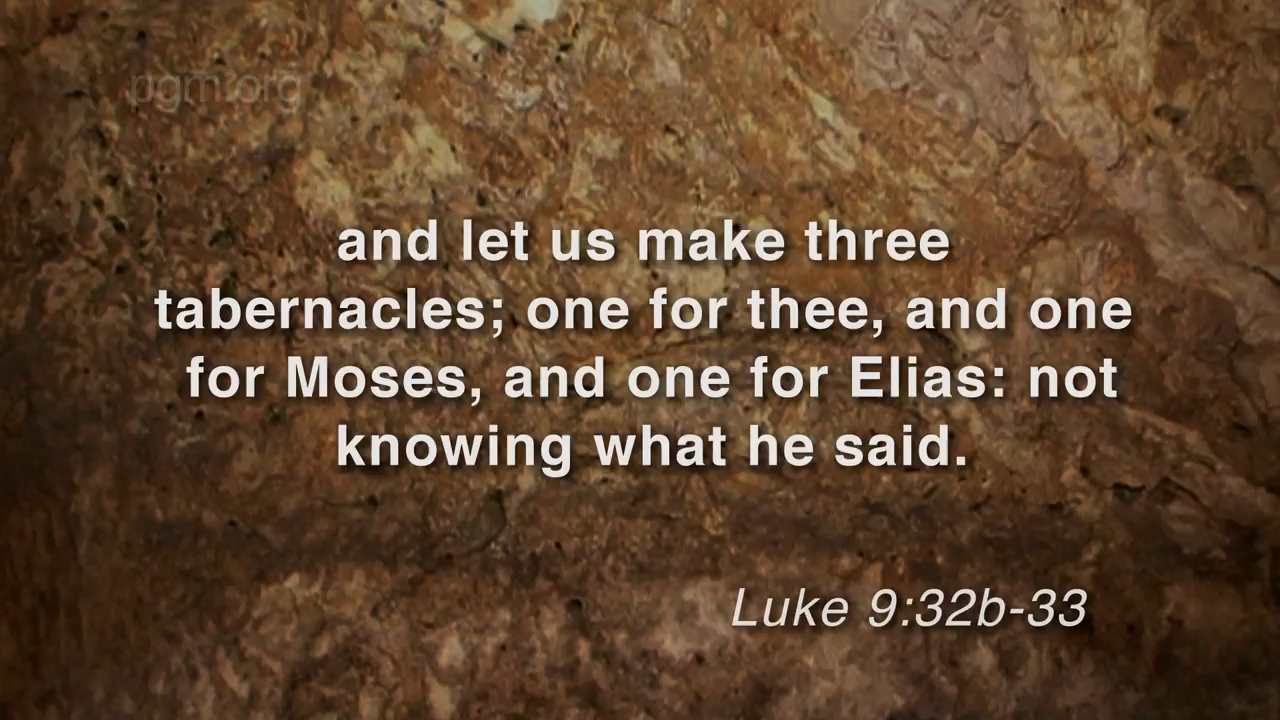 pgm.org
and let us make three
tabernacles; one for thee, and one
for Moses, and one for Elias: not
knowing what he said.
Luke 9:32b-33